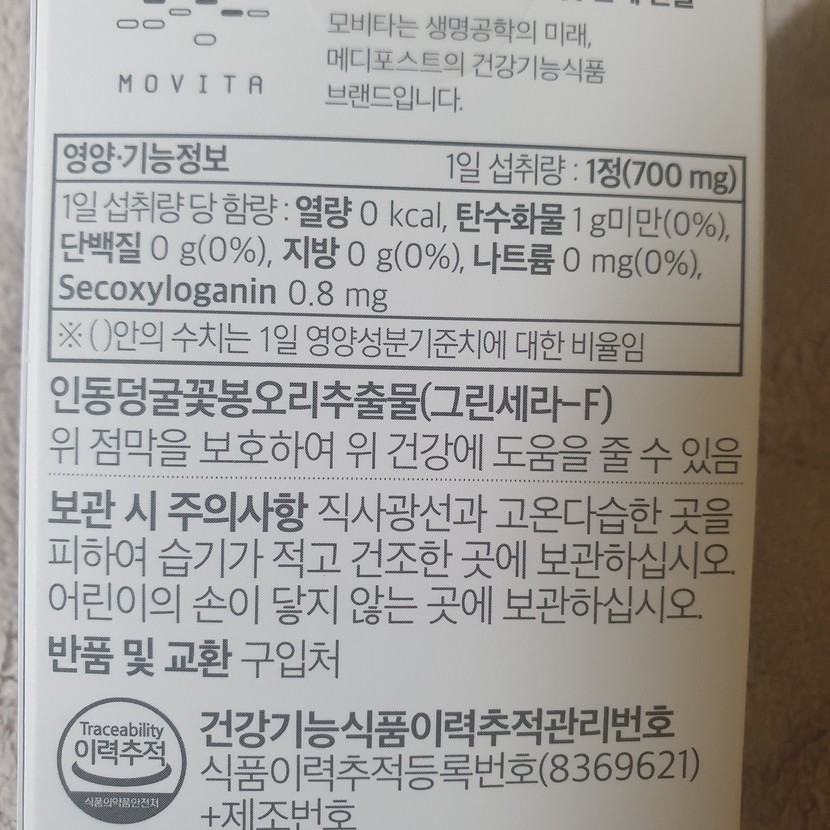 모비타는 생명공학의 미래,
메디포스트의 건강기능식품
브랜드입니다.
MOVITA
영양·기능정보 1일 섭취량 : 1정(700 mg)
1일 섭취량 당 함량 : 열량 0 kcal, 탄수화물 1 g미만(0%),
단백질 0 g(0%), 지방 0 g(0%), 나트륨 0 mg(0%),
Secoxyloganin 0.8 mg
※ ( )안의 수치는 1일 영양성분기준치에 대한 비율임
인동덩굴꽃봉오리추출물(그린세라-F)
위 점막을 보호하여 위 건강에 도움을 줄 수 있음
보관 시 주의사항 직사광선과 고온다습한 곳을
피하여 습기가 적고 건조한 곳에 보관하십시오.
어린이의 손이 닿지 않는 곳에 보관하십시오.
반품 및 교환 구입처
Traceability
이력추적
식품의약품안전처
건강기능식품이력추적관리번호
식품이력추적등록번호(8369621)
+제조번호